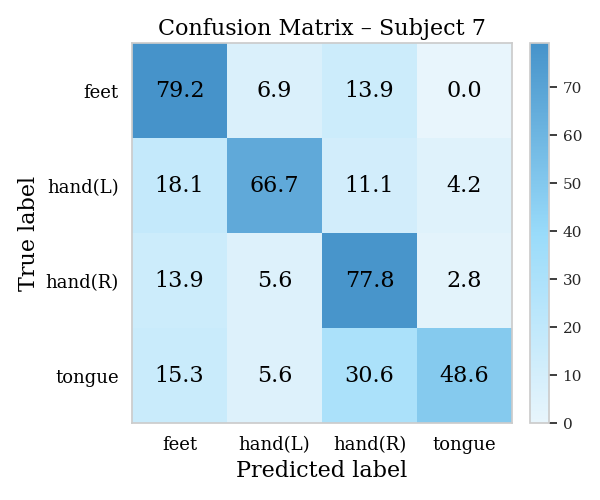 Confusion Matrix – Subject 7
feet 79.2 6.9 13.9 0.0
hand(L) 18.1 66.7 11.1 4.2
hand(R) 13.9 5.6 77.8 2.8
tongue 15.3 5.6 30.6 48.6
feet hand(L) hand(R) tongue
Predicted label
True label
70
60
50
40
30
20
10
0